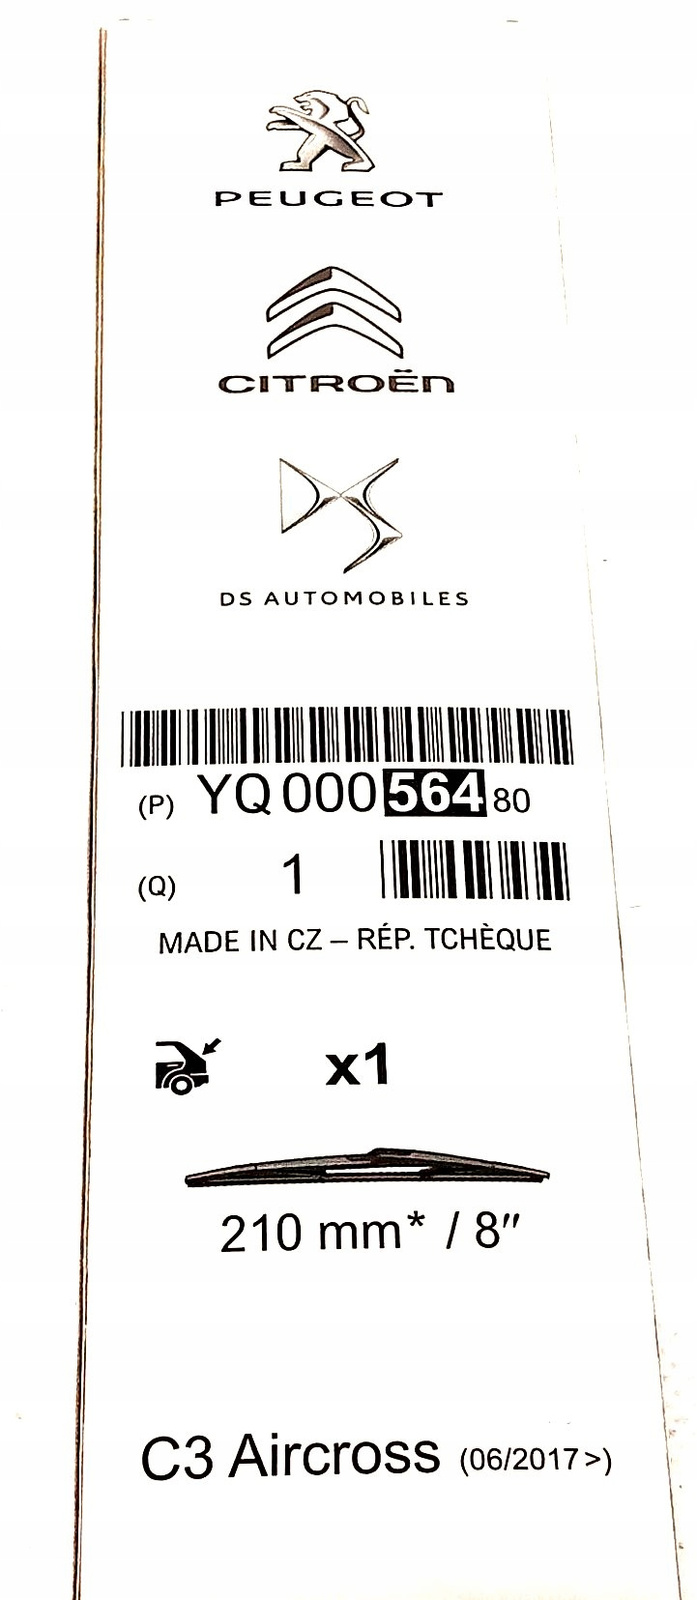 PEUGEOT
CITROËN
DS AUTOMOBILES
(P) YQ 000 564 80
(Q) 1
MADE IN CZ – RÉP. TCHÈQUE
x1
210 mm* / 8"
C3 Aircross (06/2017>)